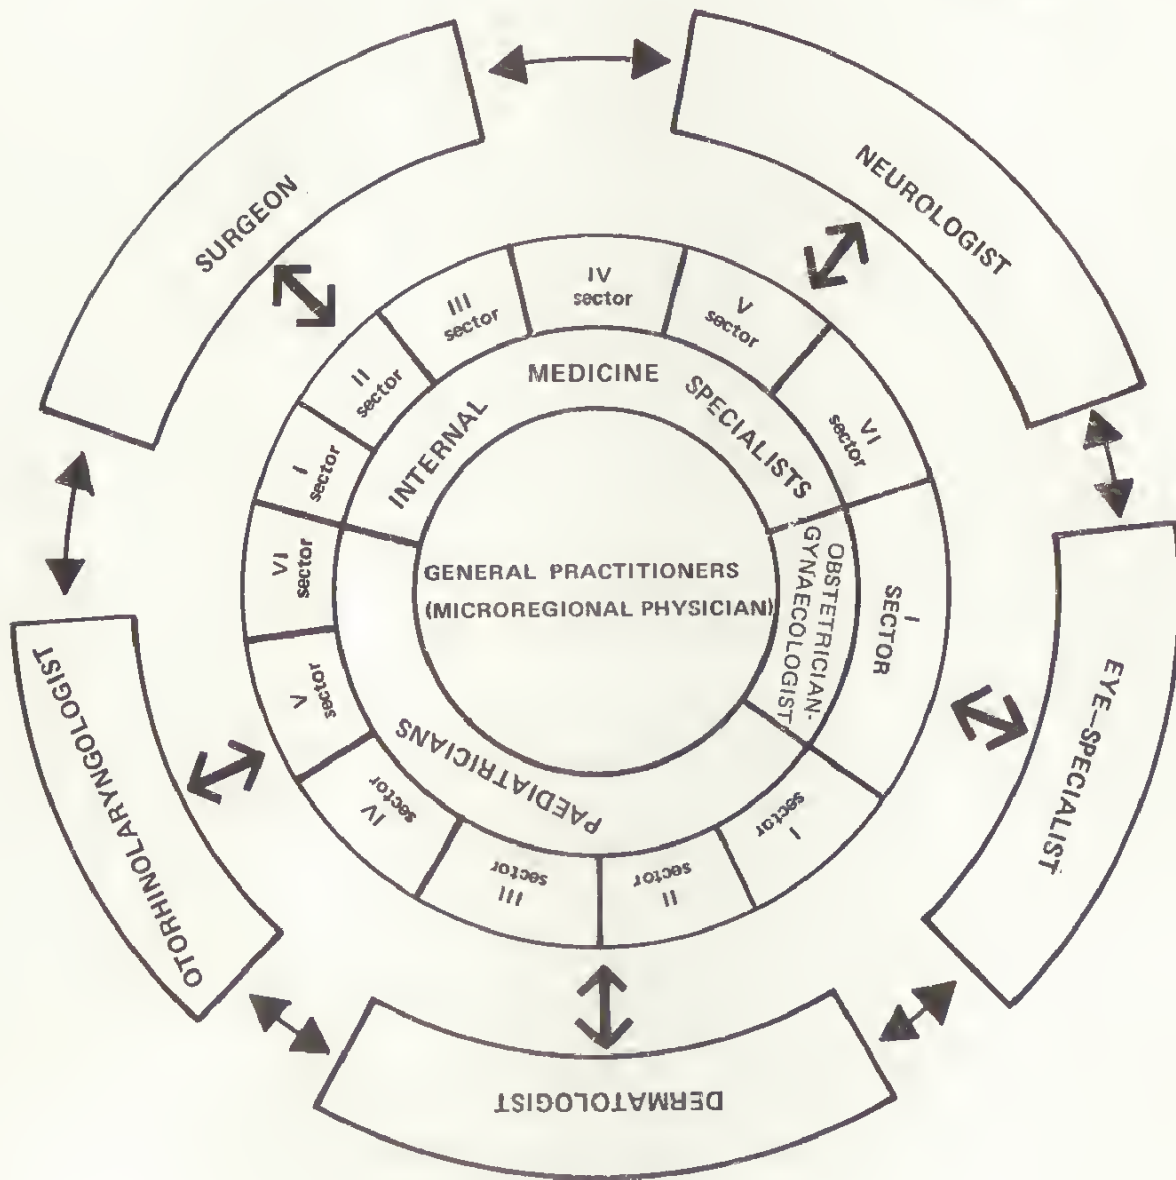 SURGEON
NEUROLOGIST
EYE–SPECIALIST
DERMATOLOGIST
OTORHINOLARYNGOLOGIST
I
sector
II
sector
III
sector
IV
sector
V
sector
VI
sector
INTERNAL MEDICINE SPECIALISTS
I
SECTOR
OBSTETRICIAN-
GYNAECOLOGIST
I
sector
II
sector
III
sector
IV
sector
V
sector
VI
sector
PAEDIATRICIANS
GENERAL PRACTITIONERS
(MICROREGIONAL PHYSICIAN)